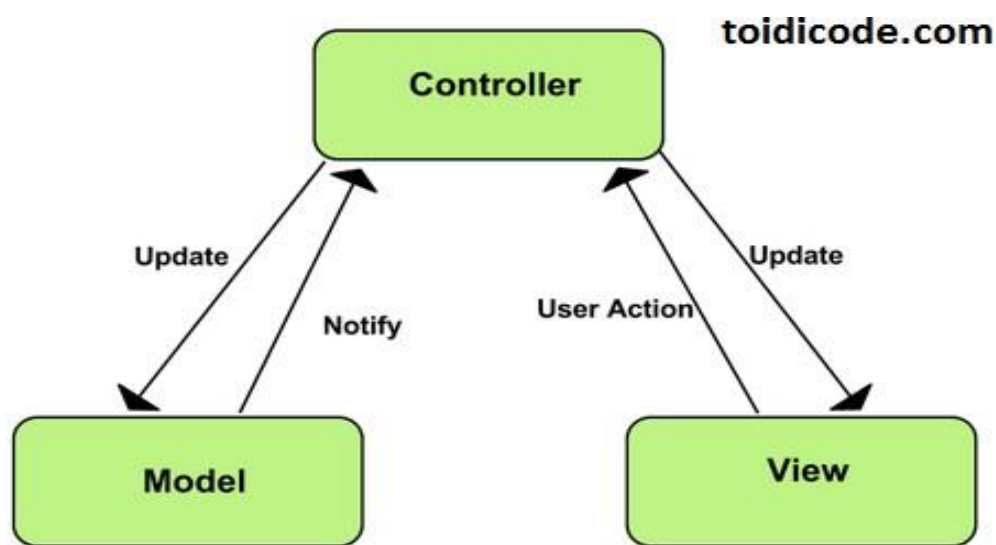 toidicode.com
Controller
Update
Update
User Action
Notify
View
Model